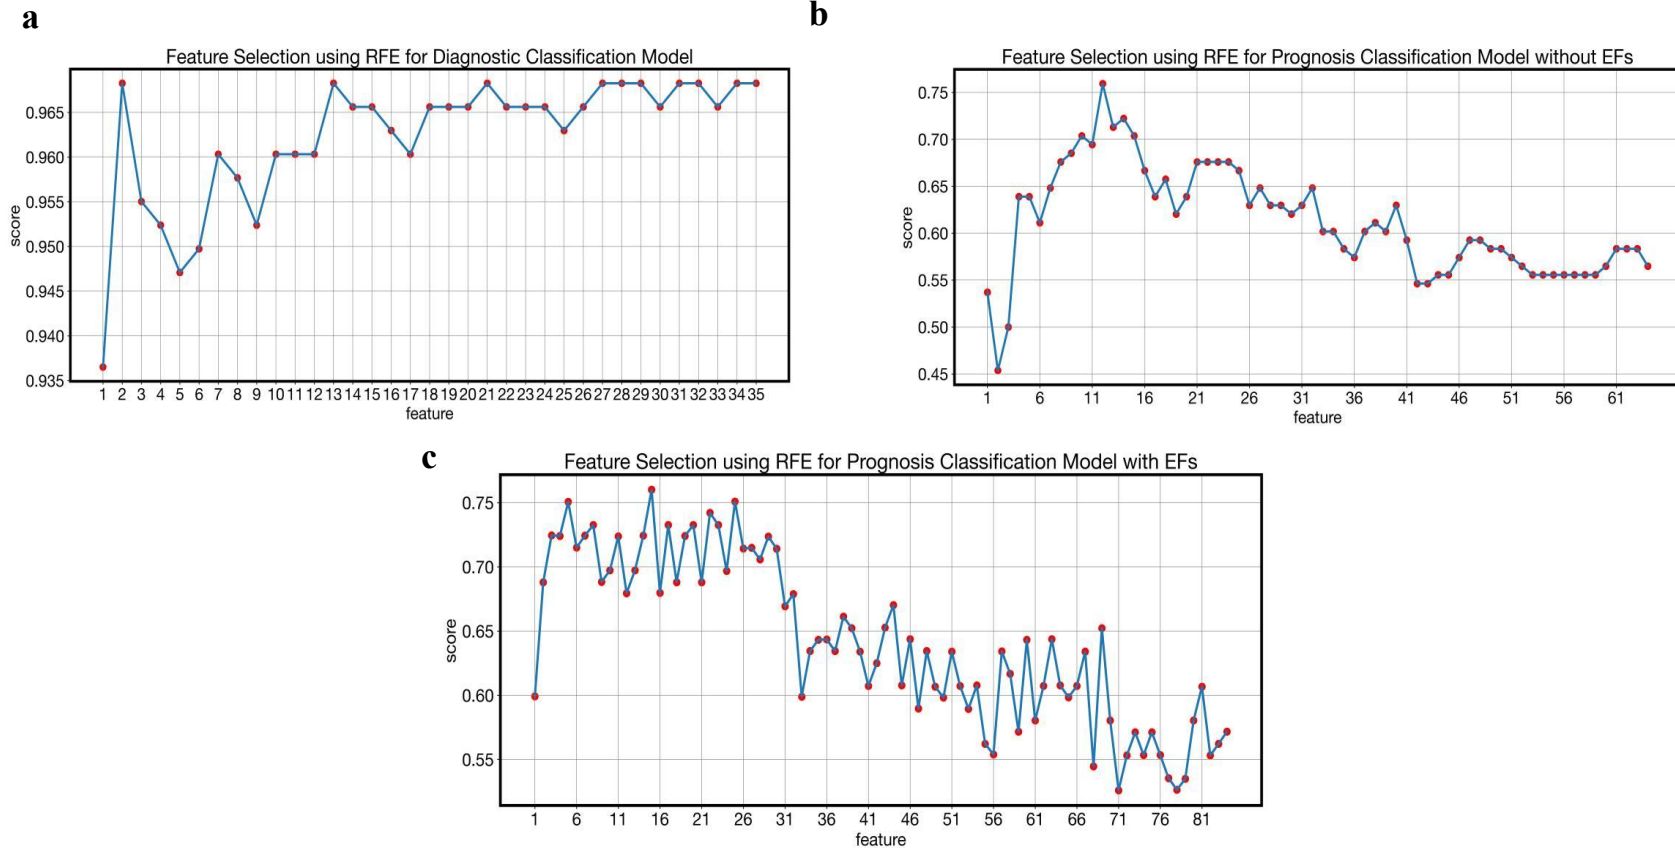 a
Feature Selection using RFE for Diagnostic Classification Model
score
0.965
0.960
0.955
0.950
0.945
0.940
0.935
1 2 3 4 5 6 7 8 9 10 11 12 13 14 15 16 17 18 19 20 21 22 23 24 25 26 27 28 29 30 31 32 33 34 35
feature
b
Feature Selection using RFE for Prognosis Classification Model without EFs
score
0.75
0.70
0.65
0.60
0.55
0.50
0.45
1 6 11 16 21 26 31 36 41 46 51 56 61
feature
c
Feature Selection using RFE for Prognosis Classification Model with EFs
score
0.75
0.70
0.65
0.60
0.55
1 6 11 16 21 26 31 36 41 46 51 56 61 66 71 76 81
feature